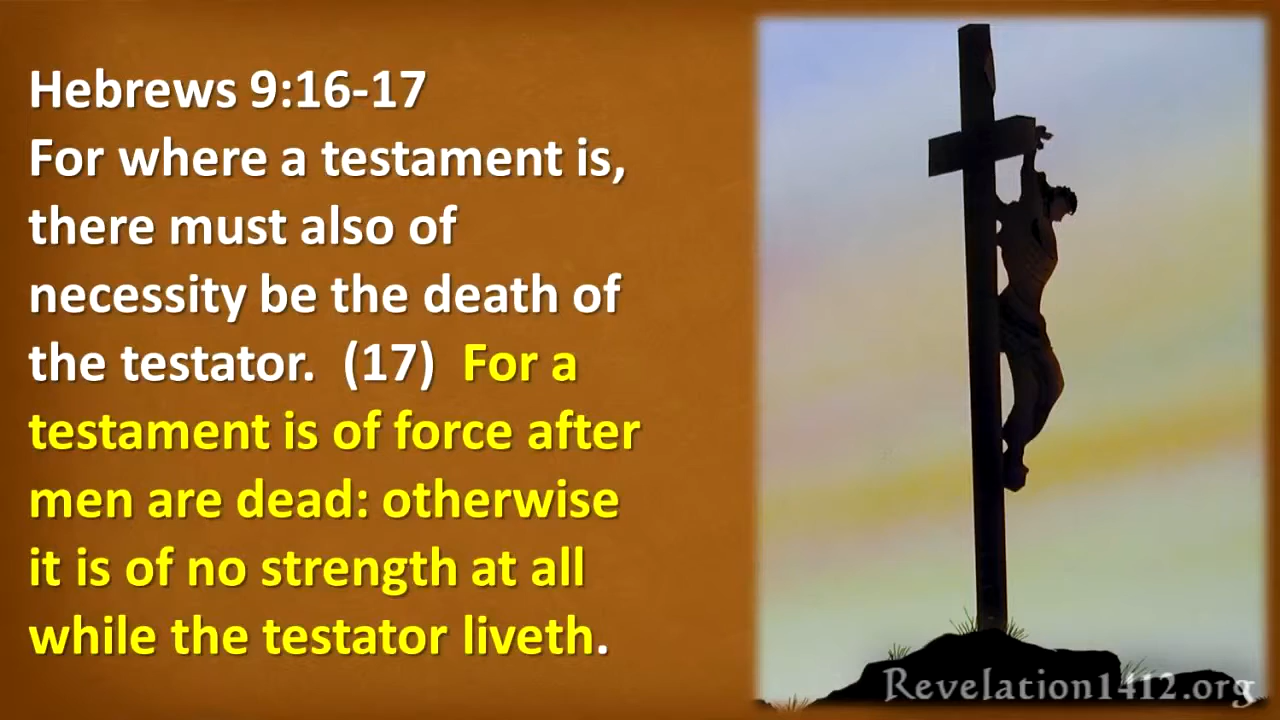 Hebrews 9:16-17
For where a testament is,
there must also of
necessity be the death of
the testator.  (17)  For a
testament is of force after
men are dead: otherwise
it is of no strength at all
while the testator liveth.
Revelation1412.org